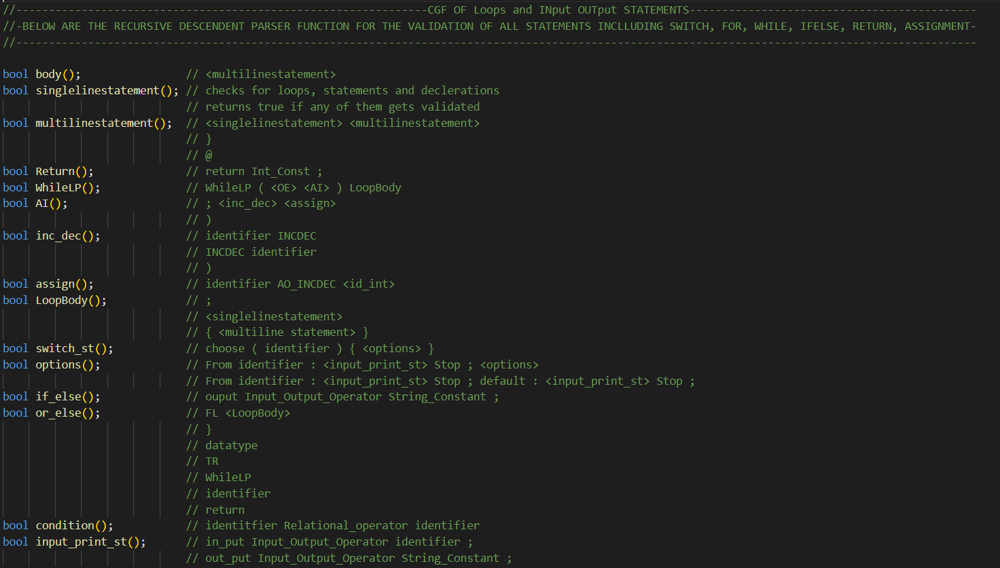 //---------------------------------------------------------------CGF OF Loops and INput OUTput STATEMENTS--------------------------------------------
//-BELOW ARE THE RECURSIVE DESCENDENT PARSER FUNCTION FOR THE VALIDATION OF ALL STATEMENTS INCLLUDING SWITCH, FOR, WHILE, IFELSE, RETURN, ASSIGNMENT-
//---------------------------------------------------------------------------------------------------------------------------------------------------
bool body(); // <multilinestatement>
bool singlelinestatement(); // checks for loops, statements and declerations
// returns true if any of them gets validated
bool multilinestatement(); // <singlelinestatement> <multilinestatement>
// }
// @
bool Return(); // return Int_Const ;
bool WhileLP(); // WhileLP ( <OE> <AI> ) LoopBody
bool AI(); // ; <inc_dec> <assign>
// )
bool inc_dec(); // identifier INCDEC
// INCDEC identifier
// )
bool assign(); // identifier AO_INCDEC <id_int>
bool LoopBody(); // ;
// <singlelinestatement>
// { <multiline statement> }
bool switch_st(); // choose ( identifier ) { <options> }
bool options(); // From identifier : <input_print_st> Stop ; <options>
// From identifier : <input_print_st> Stop ; default : <input_print_st> Stop ;
bool if_else(); // ouput Input_Output_Operator String_Constant ;
bool or_else(); // FL <LoopBody>
// }
// datatype
// TR
// WhileLP
// identifier
// return
bool condition(); // identitfier Relational_operator identifier
bool input_print_st(); // in_put Input_Output_Operator identifier ;
// out_put Input_Output_Operator String_Constant ;